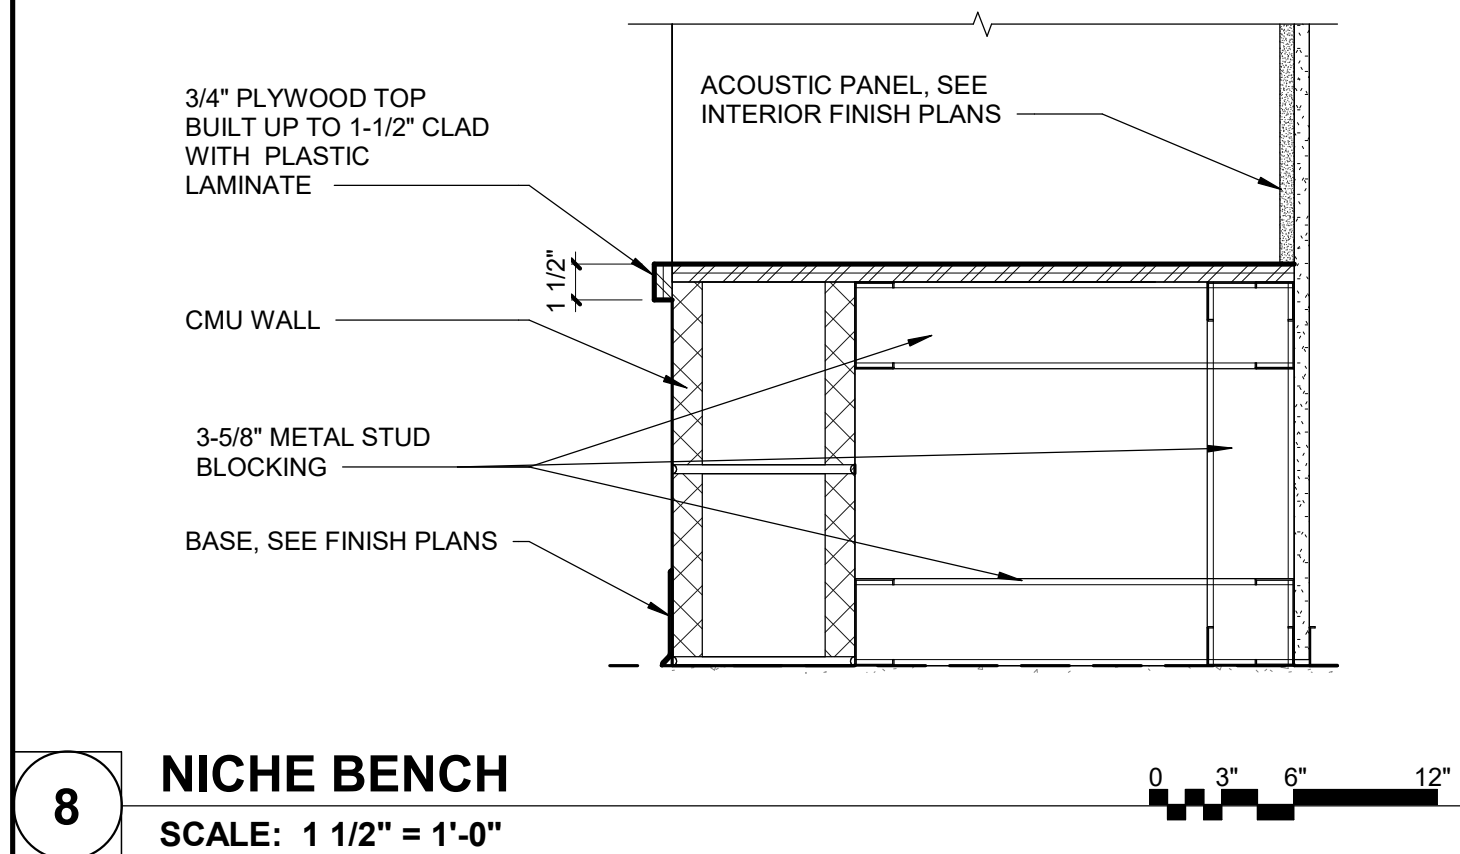 3/4" PLYWOOD TOP
BUILT UP TO 1-1/2" CLAD
WITH PLASTIC
LAMINATE
ACOUSTIC PANEL, SEE
INTERIOR FINISH PLANS
1 1/2"
CMU WALL
3-5/8" METAL STUD
BLOCKING
BASE, SEE FINISH PLANS
8
NICHE BENCH
SCALE: 1 1/2" = 1'-0"
0 3" 6" 12"